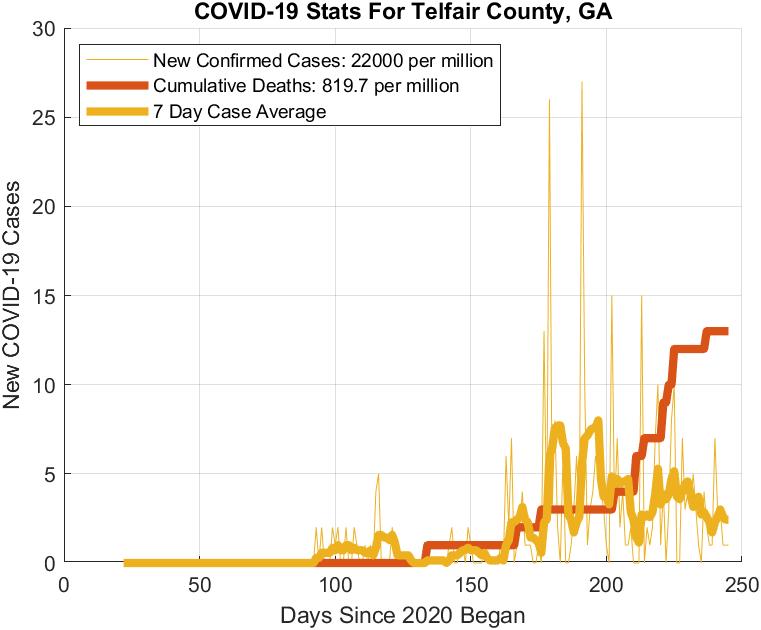 COVID-19 Stats For Telfair County, GA
New Confirmed Cases: 22000 per million
Cumulative Deaths: 819.7 per million
7 Day Case Average
New COVID-19 Cases
30
25
20
15
10
5
0
0 50 100 150 200 250
Days Since 2020 Began